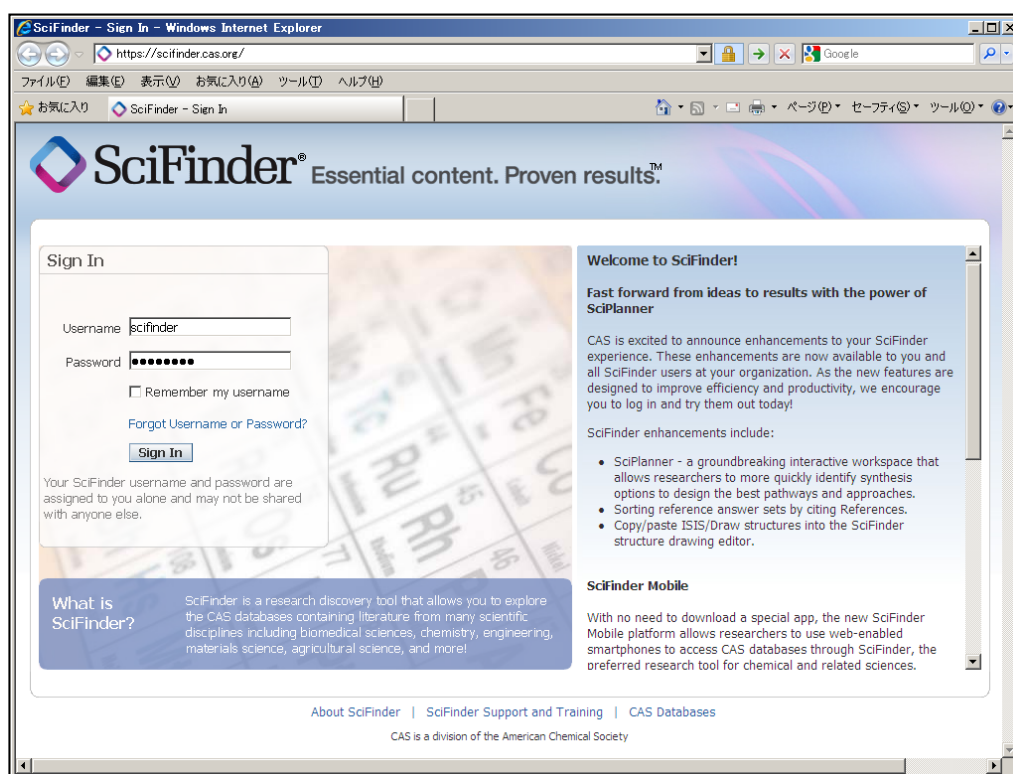 SciFinder - Sign In - Windows Internet Explorer
https://scifinder.cas.org/
Google
ファイル(F) 編集(E) 表示(V) お気に入り(A) ツール(T) ヘルプ(H)
お気に入り SciFinder - Sign In ページ(P) セーフティ(S) ツール(O)
SciFinder® Essential content. Proven results.™
Sign In
Username scifinder
Password ●●●●●●●●
Remember my username
Forgot Username or Password?
Sign In
Your SciFinder username and password are
assigned to you alone and may not be shared
with anyone else.
Tc
Ru
Rh
Fe
Co
Mn
Os
Hs
45
46
77
44
108
What is
SciFinder?
SciFinder is a research discovery tool that allows you to explore
the CAS databases containing literature from many scientific
disciplines including biomedical sciences, chemistry, engineering,
materials science, agricultural science, and more!
Welcome to SciFinder!
Fast forward from ideas to results with the power of
SciPlanner
CAS is excited to announce enhancements to your SciFinder
experience. These enhancements are now available to you and
all SciFinder users at your organization. As the new features are
designed to improve efficiency and productivity, we encourage
you to log in and try them out today!
SciFinder enhancements include:
• SciPlanner - a groundbreaking interactive workspace that
allows researchers to more quickly identify synthesis
options to design the best pathways and approaches.
• Sorting reference answer sets by citing References.
• Copy/paste ISIS/Draw structures into the SciFinder
structure drawing editor.
SciFinder Mobile
With no need to download a special app, the new SciFinder
Mobile platform allows researchers to use web-enabled
smartphones to access CAS databases through SciFinder, the
preferred research tool for chemical and related sciences.
About SciFinder | SciFinder Support and Training | CAS Databases
CAS is a division of the American Chemical Society